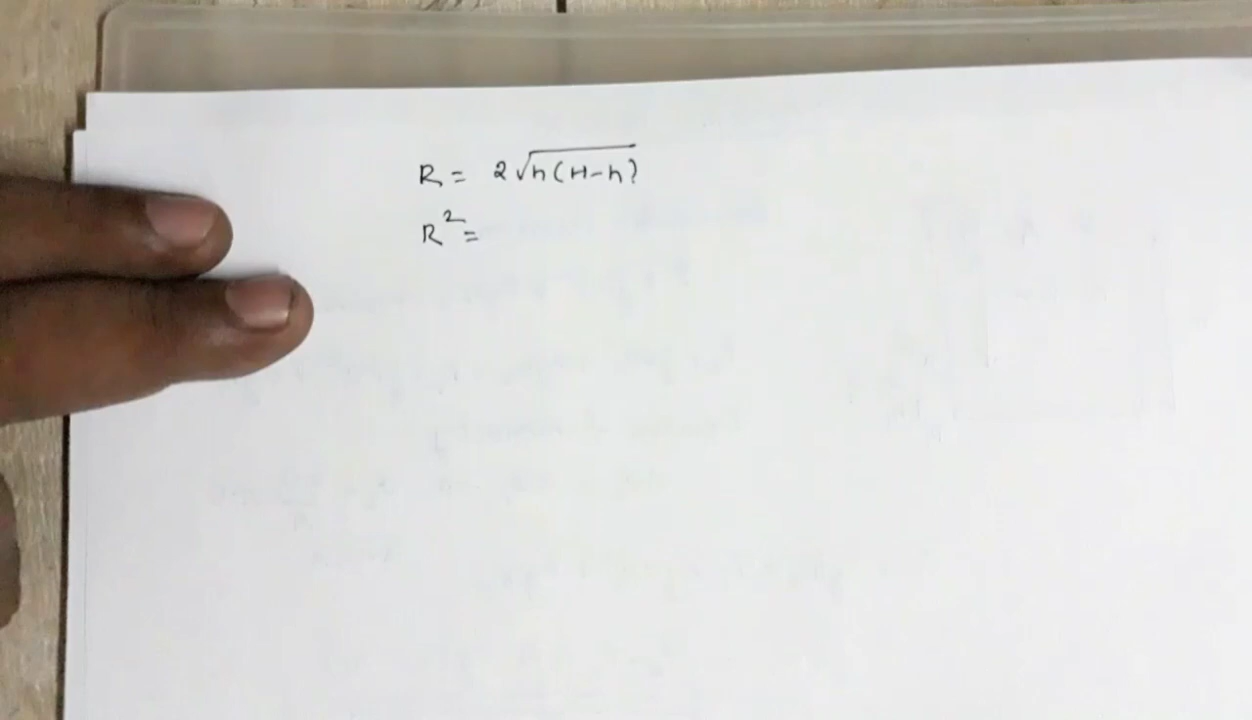 R = 2√h(H-h)
R² =